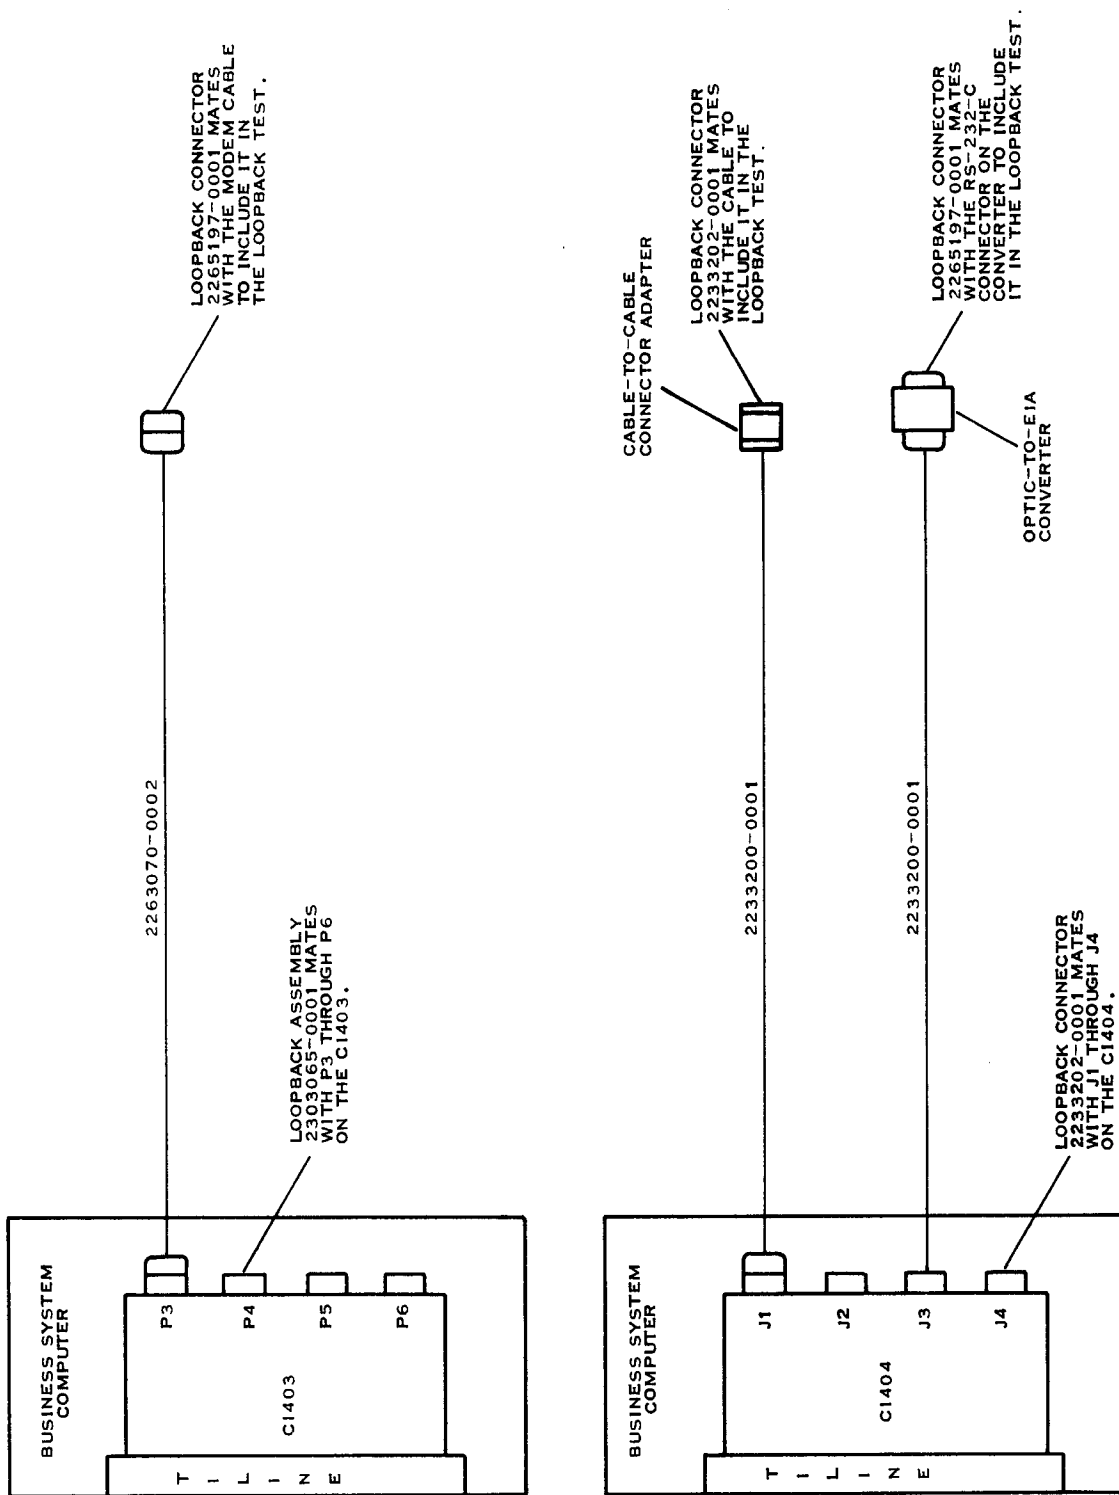 BUSINESS SYSTEM
COMPUTER
TILINE
C1403
P3
P4
P5
P6
2263070-0002
LOOPBACK CONNECTOR
2265197-0001 MATES
WITH THE MODEM CABLE
TO INCLUDE IT IN
THE LOOPBACK TEST.
LOOPBACK ASSEMBLY
2303065-0001 MATES
WITH P3 THROUGH P6
ON THE C1403.
BUSINESS SYSTEM
COMPUTER
TILINE
C1404
J1
J2
J3
J4
2233200-0001
CABLE-TO-CABLE
CONNECTOR ADAPTER
LOOPBACK CONNECTOR
2233202-0001 MATES
WITH THE CABLE TO
INCLUDE IT IN THE
LOOPBACK TEST.
2233200-0001
OPTIC-TO-EIA
CONVERTER
LOOPBACK CONNECTOR
2265197-0001 MATES
WITH THE RS-232-C
CONNECTOR ON THE
CONVERTER TO INCLUDE
IT IN THE LOOPBACK TEST.
LOOPBACK CONNECTOR
2233202-0001 MATES
WITH J1 THROUGH J4
ON THE C1404.